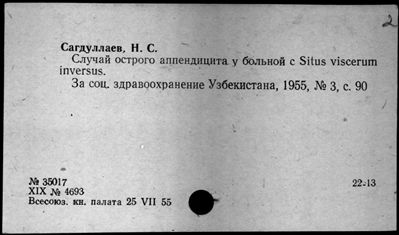 2
Сагдуллаев, Н. С.
Случай острого аппендицита у больной с Situs viscerum
inversus.
За соц. здравоохранение Узбекистана, 1955, № 3, с. 90
№ 35017
XIX № 4693
Всесоюз. кн. палата 25 VII 55
22-13